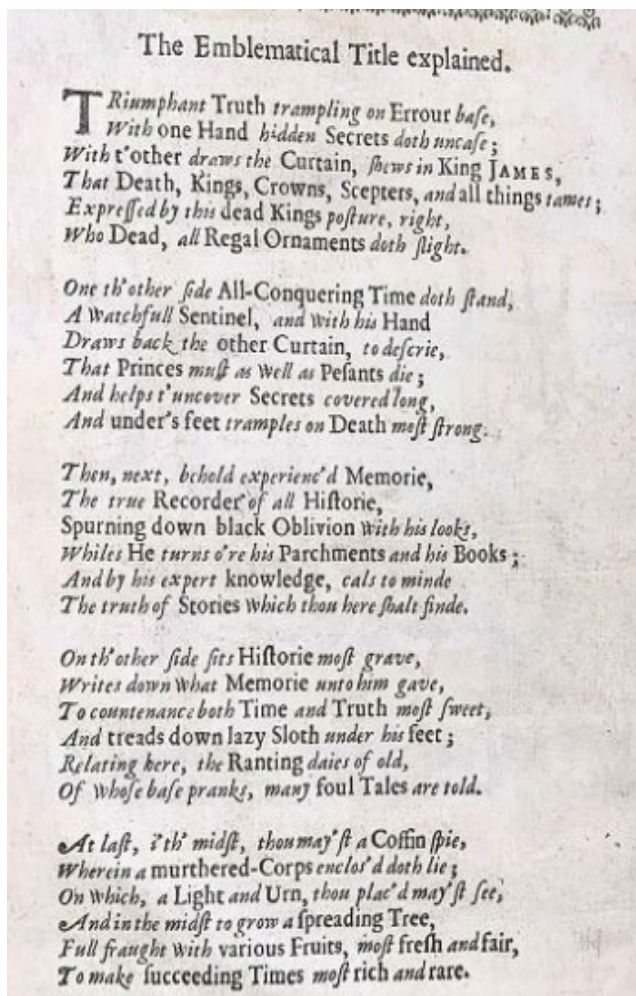 The Emblematical Title explained.
TRiumphant Truth trampling on Errour baſe,
With one Hand hidden Secrets doth uncaſe;
With t'other draws the Curtain, ſhews in King JAMES,
That Death, Kings, Crowns, Scepters, and all things tames;
Expreſſed by this dead Kings poſture, right,
Who Dead, all Regal Ornaments doth ſlight.
One th'other ſide All-Conquering Time doth ſtand,
A Watchfull Sentinel, and with his Hand
Draws back the other Curtain, to deſcrie,
That Princes muſt as well as Peſants die;
And helps t'uncover Secrets covered long,
And under's feet tramples on Death moſt ſtrong.
Then, next, behold experienc'd Memorie,
The true Recorder of all Hiſtorie,
Spurning down black Oblivion with his looks,
Whiles He turns o're his Parchments and his Books;
And by his expert knowledge, cals to minde
The truth of Stories which thou here ſhalt finde.
On th'other ſide ſits Hiſtorie moſt grave,
Writes down what Memorie unto him gave,
To countenance both Time and Truth moſt ſweet,
And treads down lazy Sloth under his feet;
Relating here, the Ranting daies of old,
Of whoſe baſe pranks, many foul Tales are told.
At laſt, i'th' midſt, thou may'ſt a Coffin ſpie,
Wherein a murthered-Corps enclos'd doth lie;
On which, a Light and Urn, thou plac'd may'ſt ſee,
And in the midſt to grow a ſpreading Tree,
Full fraught with various Fruits, moſt freſh and fair,
To make ſucceeding Times moſt rich and rare.